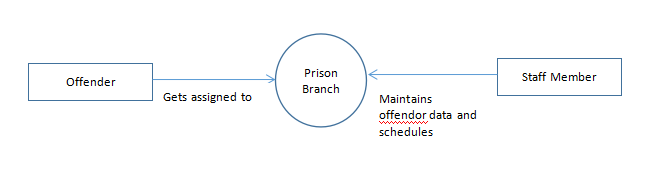 Offender
Gets assigned to
Prison
Branch
Staff Member
Maintains
offendor data and
schedules